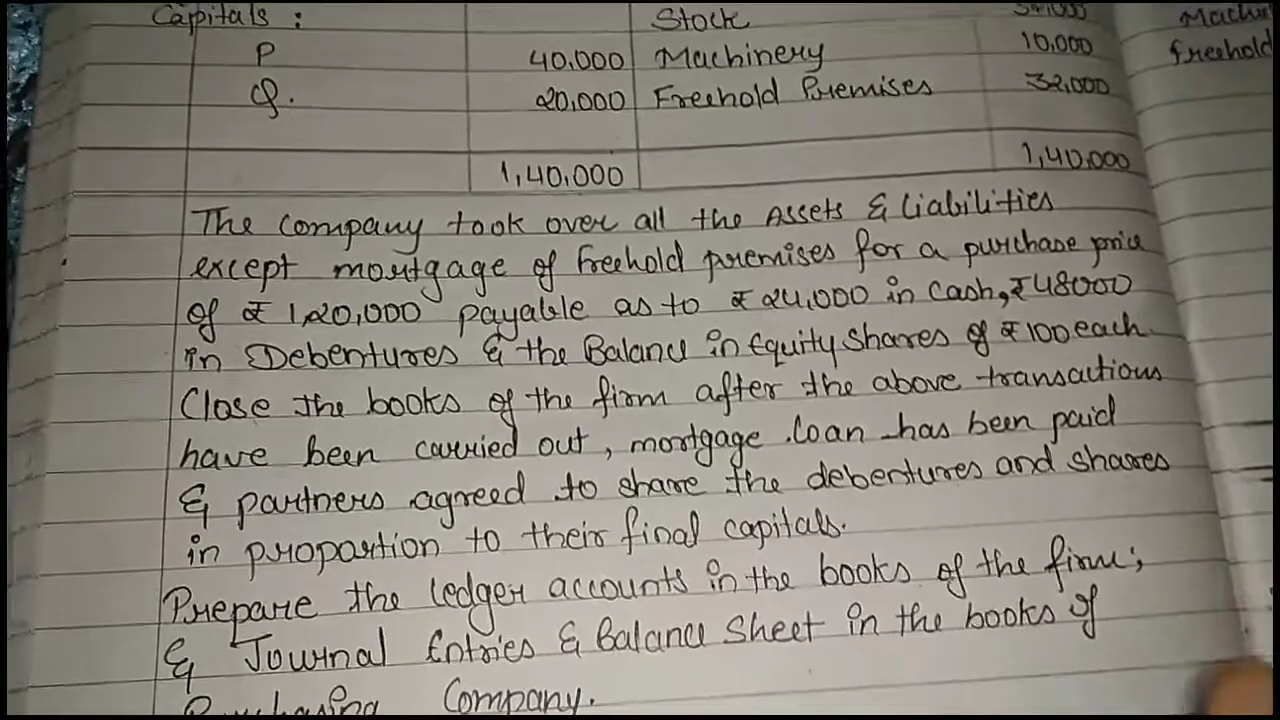 Capitals : Stock
P 40,000 Machinery 10,000 freehold
Q. 20,000 Freehold Premises 32,000
1,40,000 1,40,000
The company took over all the Assets & Liabilities
except mortgage of freehold premises for a purchase price
of ₹ 1,20,000 payable as to ₹ 24,000 in cash, ₹48000
in Debentures & the Balance in Equity Shares of ₹ 100 each.
Close the books of the firm after the above transactions
have been carried out, mortgage loan has been paid
& partners agreed to share the debentures and shares
in proportion to their final capitals.
Prepare the ledger accounts in the books of the firm;
& Journal Entries & Balance Sheet in the books of
Purchasing Company.